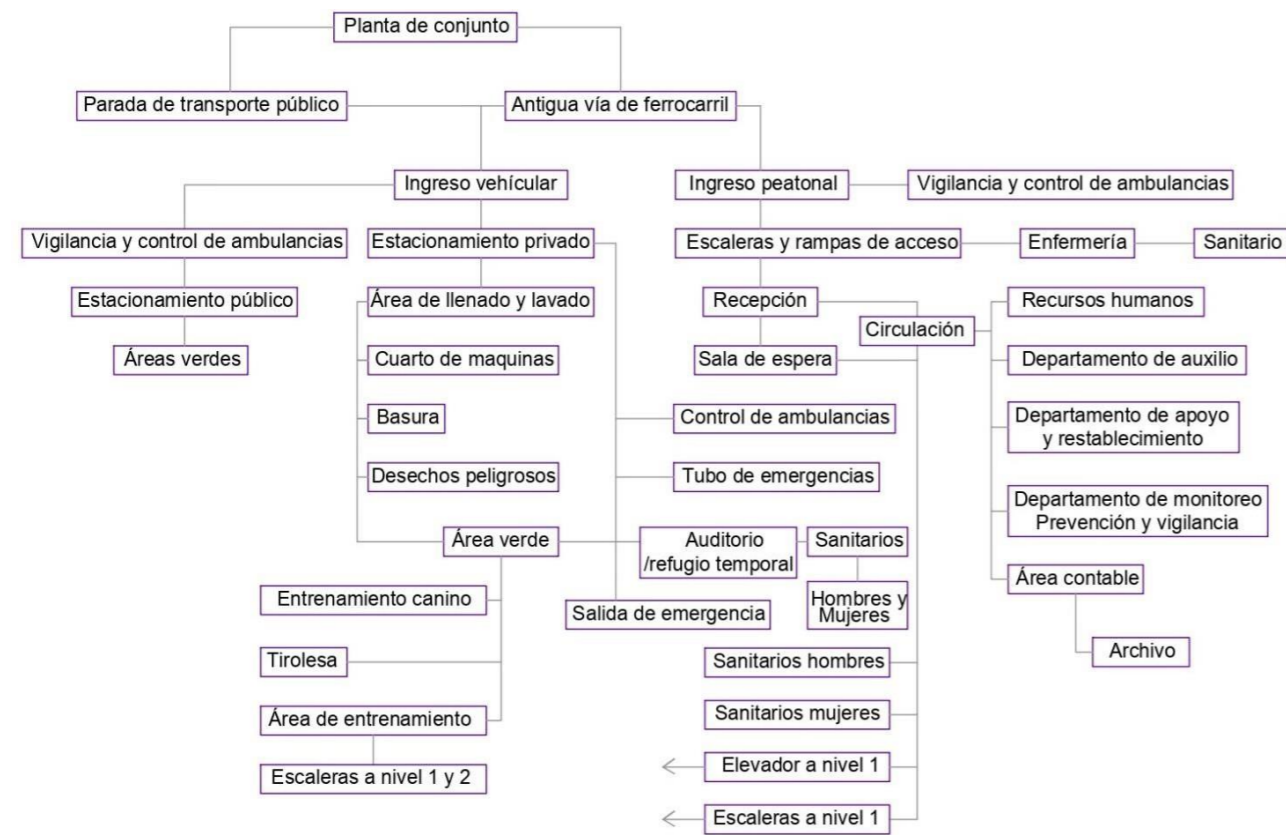 Planta de conjunto
Parada de transporte público
Antigua vía de ferrocarril
Ingreso vehícular
Ingreso peatonal
Vigilancia y control de ambulancias
Vigilancia y control de ambulancias
Estacionamiento privado
Escaleras y rampas de acceso
Enfermería
Sanitario
Estacionamiento público
Área de llenado y lavado
Recepción
Recursos humanos
Circulación
Áreas verdes
Cuarto de maquinas
Sala de espera
Departamento de auxilio
Basura
Control de ambulancias
Departamento de apoyo
y restablecimiento
Desechos peligrosos
Tubo de emergencias
Departamento de monitoreo
Prevención y vigilancia
Área verde
Auditorio
/refugio temporal
Sanitarios
Área contable
Entrenamiento canino
Salida de emergencia
Hombres y
Mujeres
Tirolesa
Sanitarios hombres
Archivo
Área de entrenamiento
Sanitarios mujeres
Escaleras a nivel 1 y 2
Elevador a nivel 1
Escaleras a nivel 1